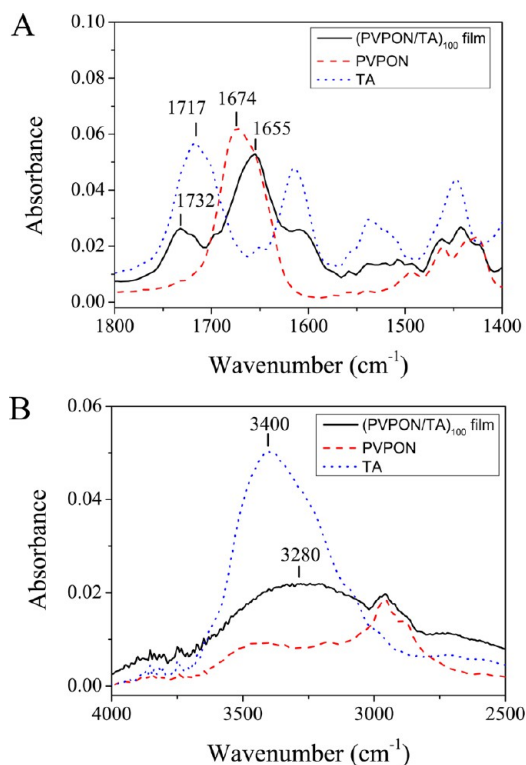 A
(PVPON/TA)₁₀₀ film
PVPON
TA
1717
1674
1655
1732
Absorbance
0.10
0.08
0.06
0.04
0.02
0.00
1800 1700 1600 1500 1400
Wavenumber (cm⁻¹)
B
(PVPON/TA)₁₀₀ film
PVPON
TA
3400
3280
Absorbance
0.06
0.04
0.02
0.00
4000 3500 3000 2500
Wavenumber (cm⁻¹)